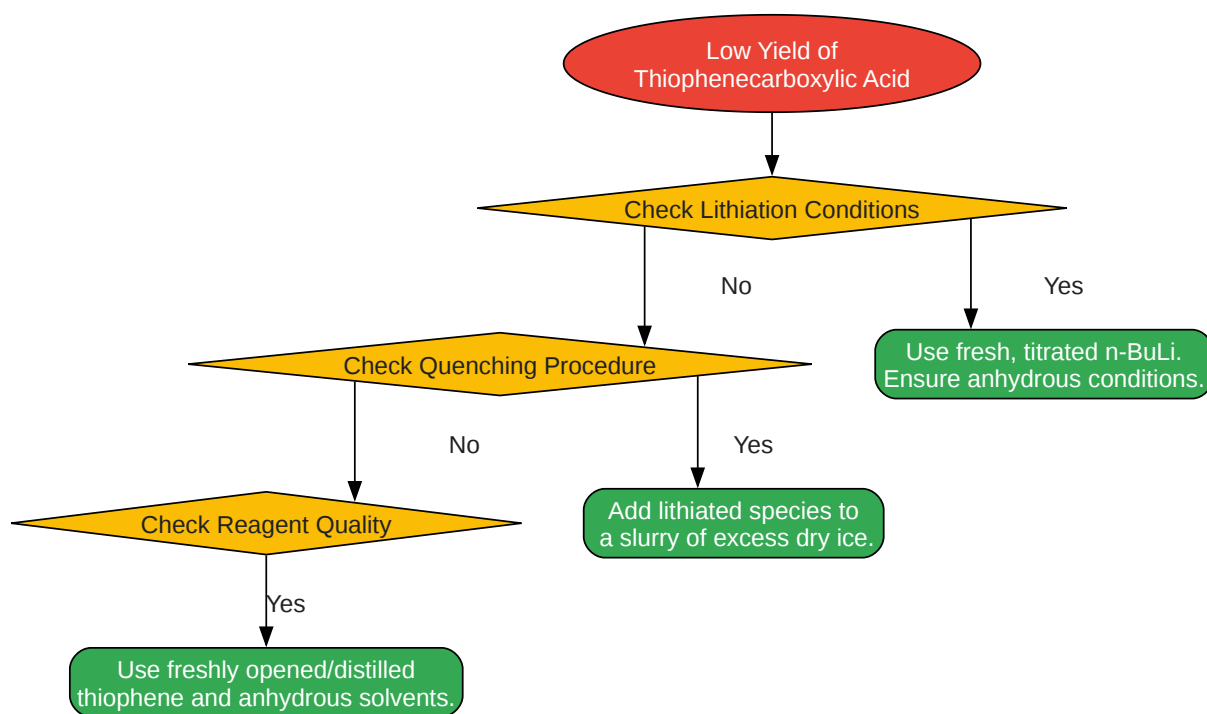 Low Yield of
Thiophenecarboxylic Acid
Check Lithiation Conditions
No
Yes
Check Quenching Procedure
Use fresh, titrated n-BuLi.
Ensure anhydrous conditions.
No
Yes
Check Reagent Quality
Add lithiated species to
a slurry of excess dry ice.
Yes
Use freshly opened/distilled
thiophene and anhydrous solvents.